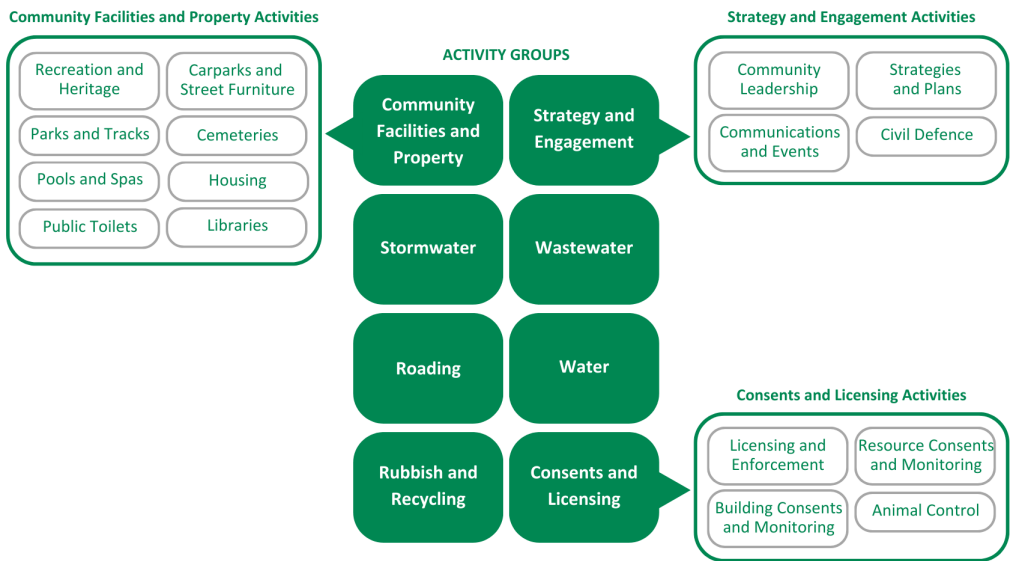 Community Facilities and Property Activities
Recreation and
Heritage
Carparks and
Street Furniture
Parks and Tracks
Cemeteries
Pools and Spas
Housing
Public Toilets
Libraries
ACTIVITY GROUPS
Community
Facilities and
Property
Strategy and
Engagement
Stormwater
Wastewater
Roading
Water
Rubbish and
Recycling
Consents and
Licensing
Strategy and Engagement Activities
Community
Leadership
Strategies
and Plans
Communications
and Events
Civil Defence
Consents and Licensing Activities
Licensing and
Enforcement
Resource Consents
and Monitoring
Building Consents
and Monitoring
Animal Control